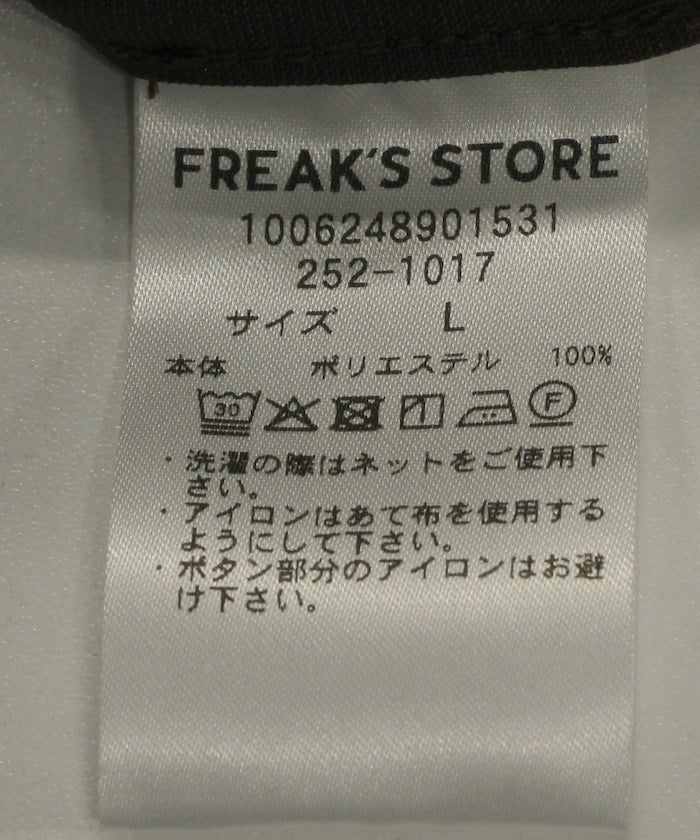 FREAK'S STORE
1006248901531
252-1017
サイズ L
本体 ポリエステル 100%
30 F
・洗濯の際はネットをご使用下
さい。
・アイロンはあて布を使用する
ようにして下さい。
・ボタン部分のアイロンはお避
け下さい。